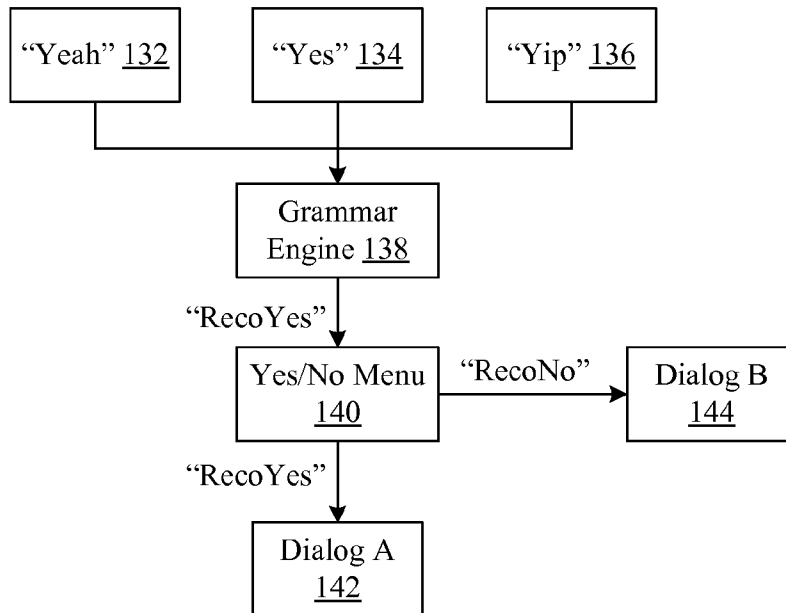 “Yeah” 132
“Yes” 134
“Yip” 136
Grammar
Engine 138
“RecoYes”
Yes/No Menu
140
“RecoNo”
Dialog B
144
“RecoYes”
Dialog A
142